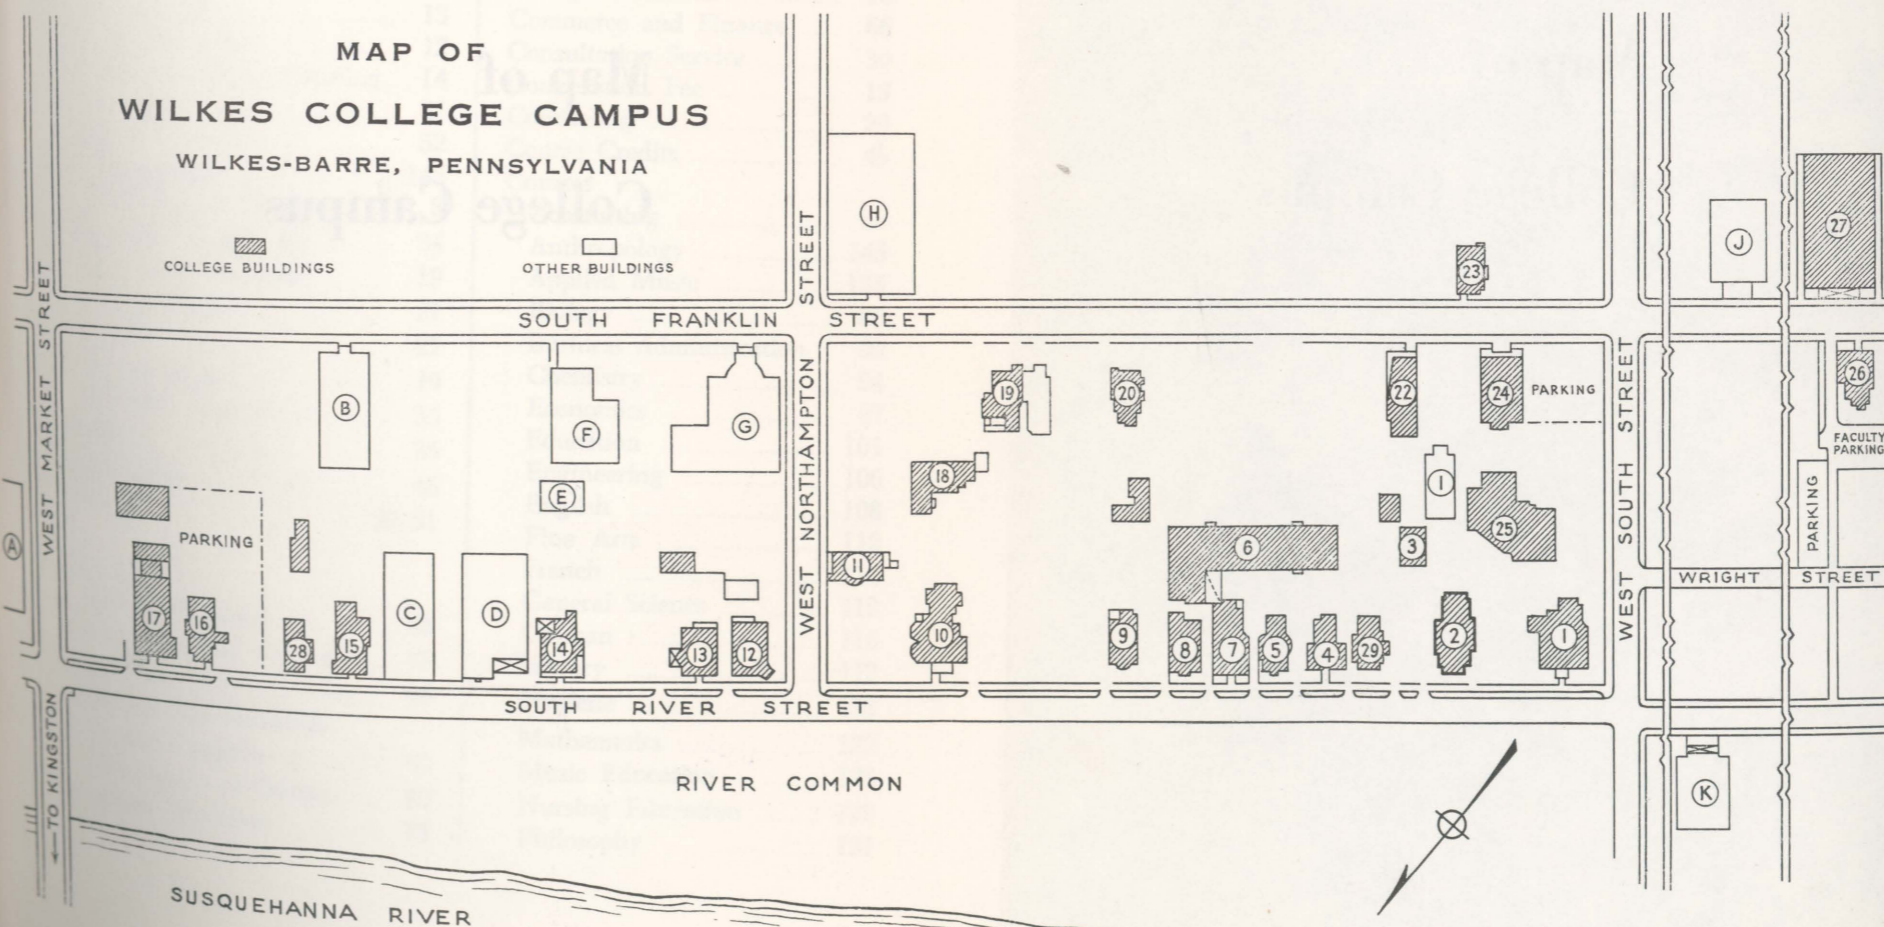 MAP OF
WILKES COLLEGE CAMPUS
WILKES-BARRE, PENNSYLVANIA
COLLEGE BUILDINGS
OTHER BUILDINGS
H
J
27
23
WEST MARKET STREET
SOUTH FRANKLIN STREET
WEST NORTHAMPTON STREET
WEST SOUTH STREET
B
F
G
19
20
22
24
PARKING
26
FACULTY
PARKING
E
18
I
A
PARKING
25
PARKING
11
6
3
WRIGHT STREET
17
16
28
15
C
D
14
13
12
10
9
8
7
5
4
29
2
1
SOUTH RIVER STREET
TO KINGSTON
RIVER COMMON
K
SUSQUEHANNA RIVER